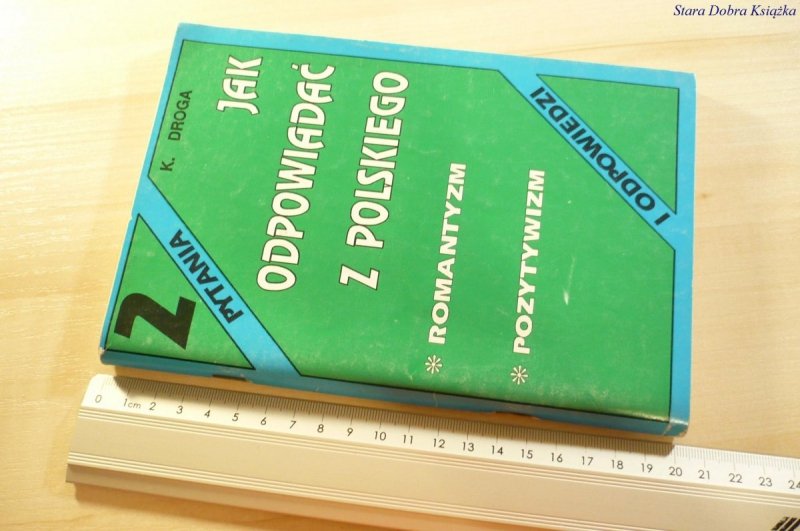 Stara Dobra Książka
K. DROGA
JAK
ODPOWIADAĆ
Z POLSKIEGO
* ROMANTYZM
* POZYTYWIZM
2
PYTANIA
I ODPOWIEDZI
0 1cm 2 3 4 5 6 7 8 9 10 11 12 13 14 15 16 17 18 19 20 21 22 23 24